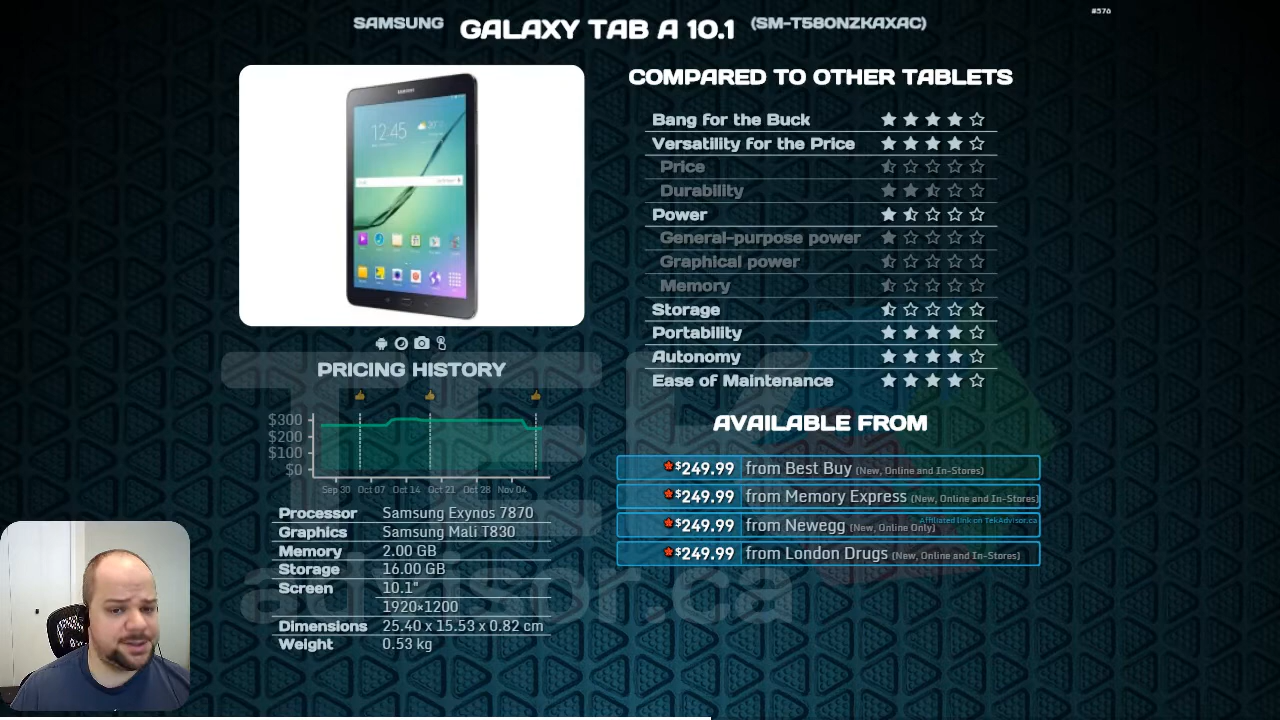 #576
SAMSUNG GALAXY TAB A 10.1 (SM-T580NZKAXAC)
SAMSUNG
12:45
20°
COMPARED TO OTHER TABLETS
Bang for the Buck
Versatility for the Price
Price
Durability
Power
General-purpose power
Graphical power
Memory
Storage
Portability
Autonomy
Ease of Maintenance
PRICING HISTORY
$300
$200
$100
$0
Sep 30 Oct 07 Oct 14 Oct 21 Oct 28 Nov 04
Processor Samsung Exynos 7870
Graphics Samsung Mali T830
Memory 2.00 GB
Storage 16.00 GB
Screen 10.1"
1920×1200
Dimensions 25.40 x 15.53 x 0.82 cm
Weight 0.53 kg
AVAILABLE FROM
$249.99 from Best Buy (New, Online and In-Stores)
$249.99 from Memory Express (New, Online and In-Stores)
$249.99 from Newegg (New, Online Only) Affiliated link on TekAdvisor.ca
$249.99 from London Drugs (New, Online and In-Stores)
TEK
advisor.ca